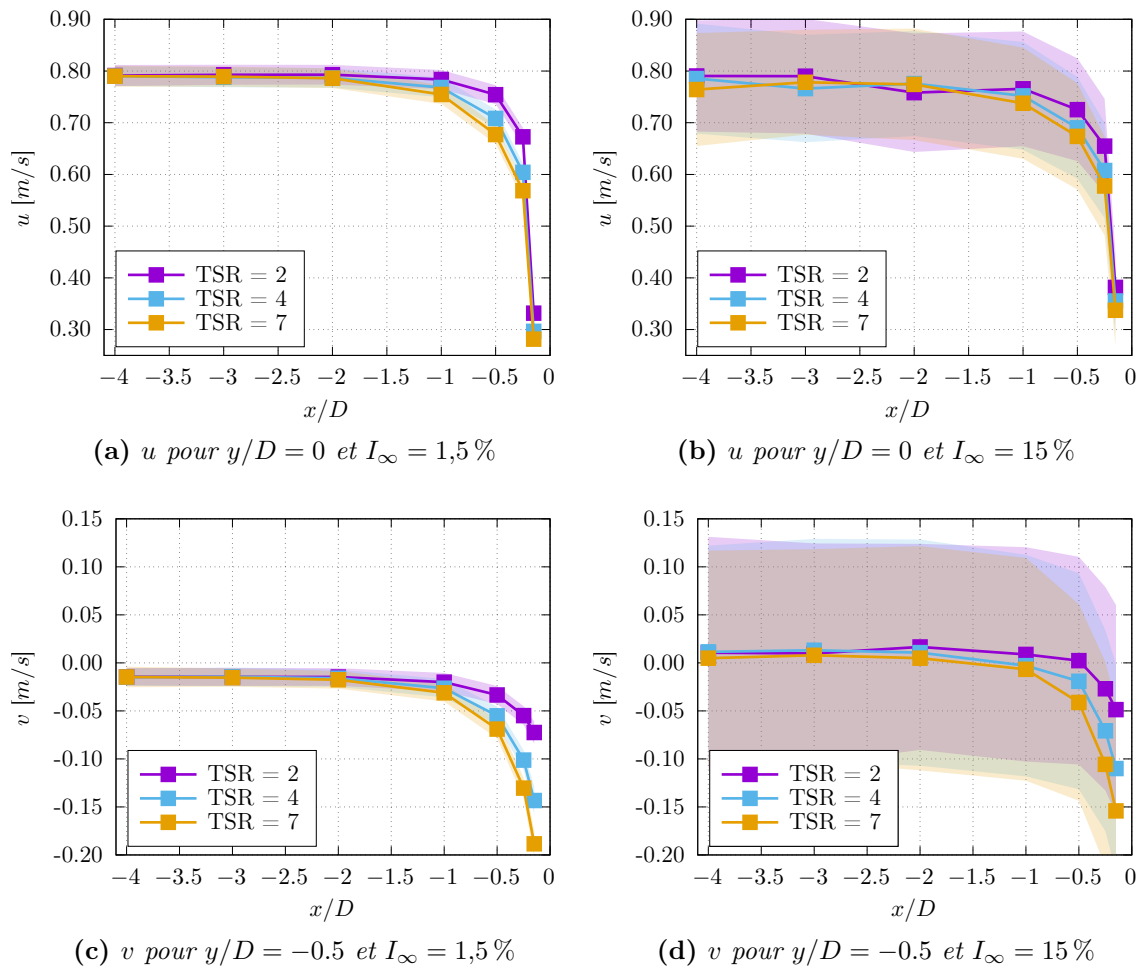 0.90
0.80
0.70
0.60
0.50
0.40
0.30
u [m/s]
TSR = 2
TSR = 4
TSR = 7
−4 −3.5 −3 −2.5 −2 −1.5 −1 −0.5 0
x/D
(a) u pour y/D = 0 et I∞ = 1,5 %
0.90
0.80
0.70
0.60
0.50
0.40
0.30
u [m/s]
TSR = 2
TSR = 4
TSR = 7
−4 −3.5 −3 −2.5 −2 −1.5 −1 −0.5 0
x/D
(b) u pour y/D = 0 et I∞ = 15 %
0.15
0.10
0.05
0.00
-0.05
-0.10
-0.15
-0.20
v [m/s]
TSR = 2
TSR = 4
TSR = 7
−4 −3.5 −3 −2.5 −2 −1.5 −1 −0.5 0
x/D
(c) v pour y/D = −0.5 et I∞ = 1,5 %
0.15
0.10
0.05
0.00
-0.05
-0.10
-0.15
-0.20
v [m/s]
TSR = 2
TSR = 4
TSR = 7
−4 −3.5 −3 −2.5 −2 −1.5 −1 −0.5 0
x/D
(d) v pour y/D = −0.5 et I∞ = 15 %